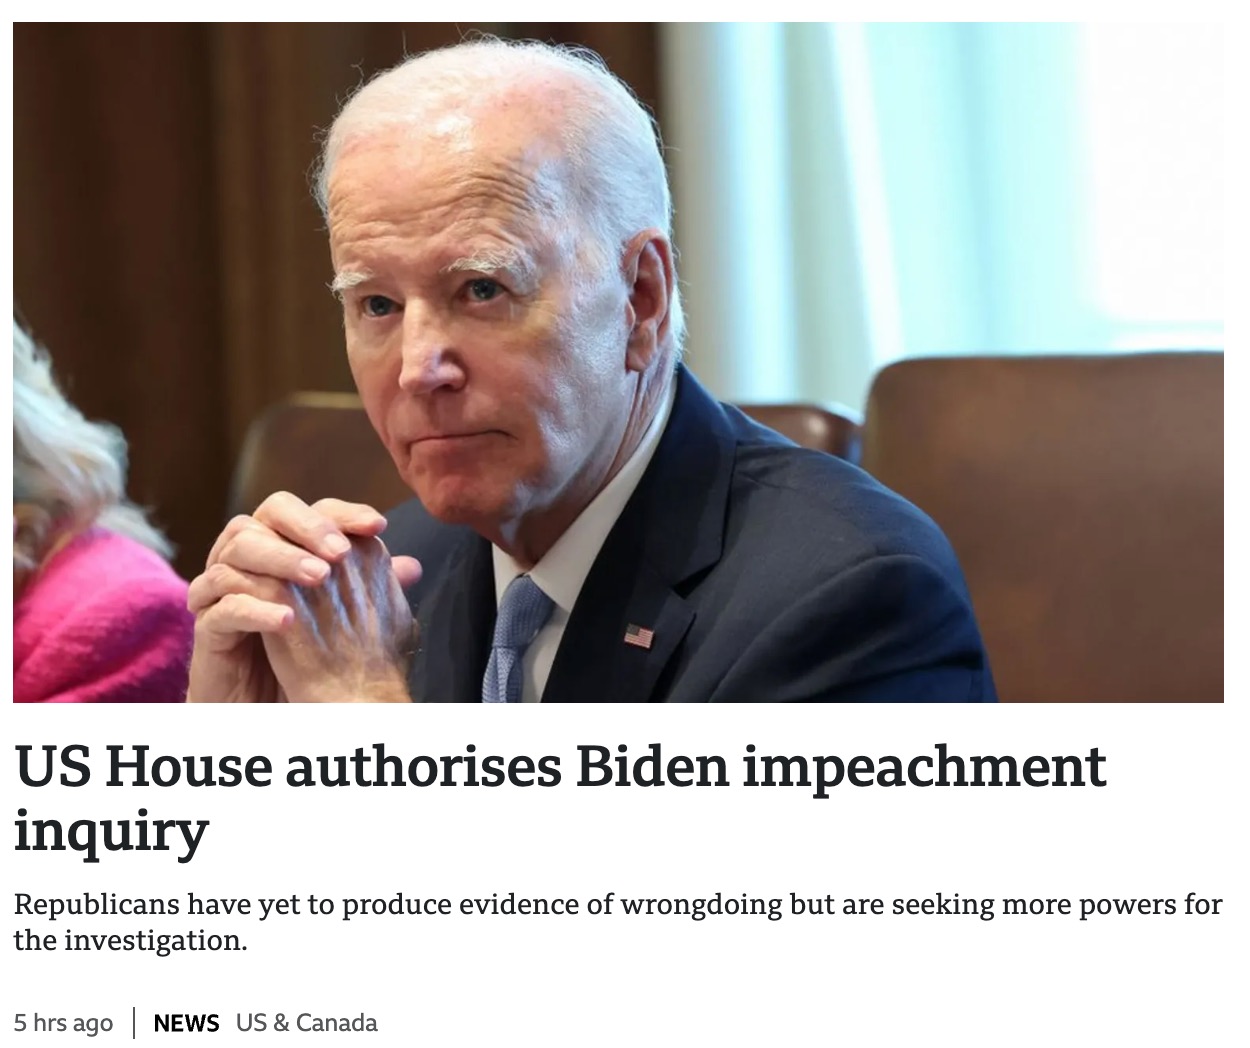 US House authorises Biden impeachment
inquiry
Republicans have yet to produce evidence of wrongdoing but are seeking more powers for
the investigation.
5 hrs ago | NEWS US & Canada